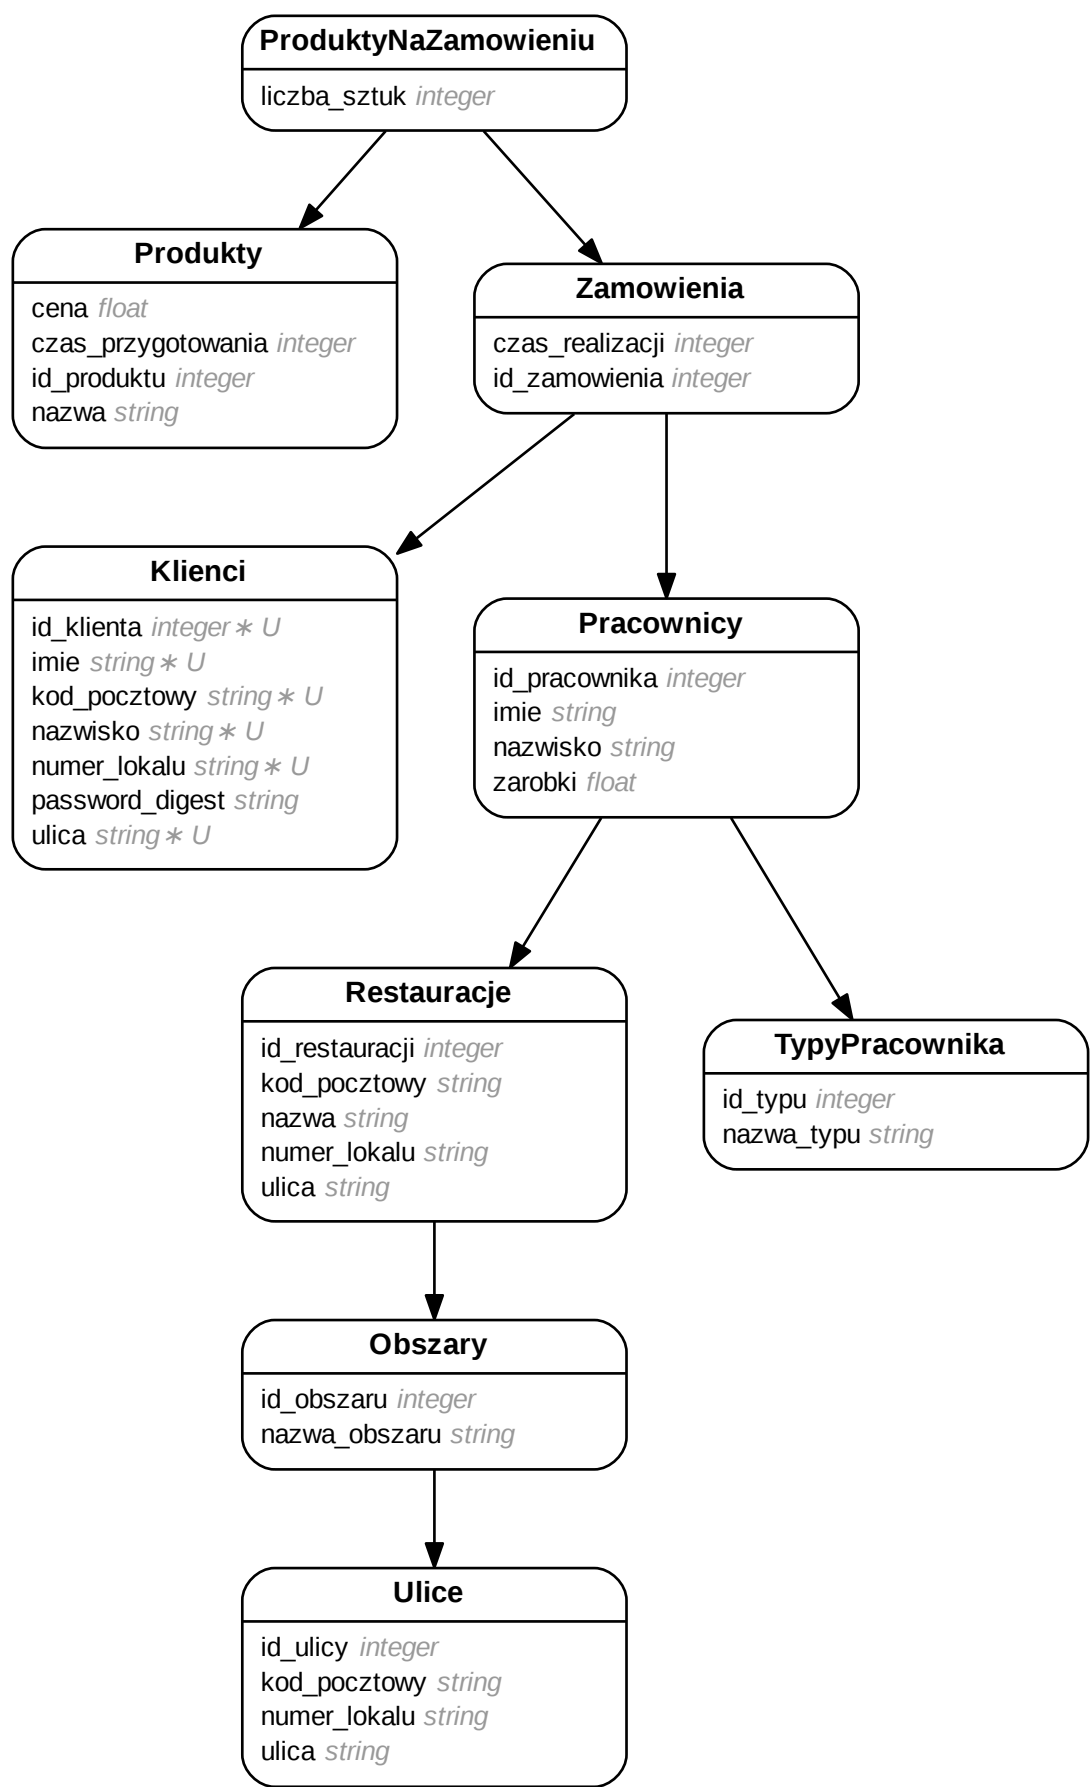 ProduktyNaZamowieniu
liczba_sztuk integer
Produkty
cena float
czas_przygotowania integer
id_produktu integer
nazwa string
Zamowienia
czas_realizacji integer
id_zamowienia integer
Klienci
id_klienta integer∗ U
imie string∗ U
kod_pocztowy string∗ U
nazwisko string∗ U
numer_lokalu string∗ U
password_digest string
ulica string∗ U
Pracownicy
id_pracownika integer
imie string
nazwisko string
zarobki float
Restauracje
id_restauracji integer
kod_pocztowy string
nazwa string
numer_lokalu string
ulica string
TypyPracownika
id_typu integer
nazwa_typu string
Obszary
id_obszaru integer
nazwa_obszaru string
Ulice
id_ulicy integer
kod_pocztowy string
numer_lokalu string
ulica string